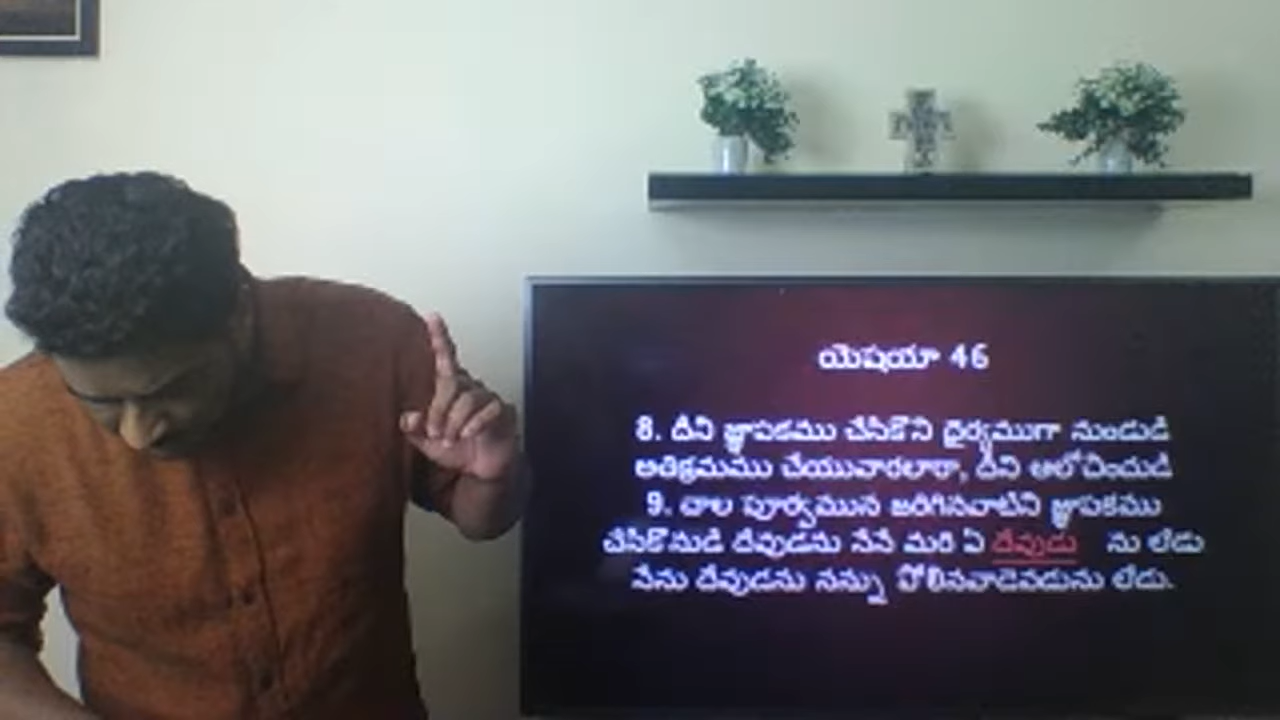 యెషయా 46
8. దీని జ్ఞాపకము చేసికొని ధైర్యముగా నుండుడి
అతిక్రమము చేయువారలారా, దీని ఆలోచించుడి
9. చాల పూర్వమున జరిగినవాటిని జ్ఞాపకము
చేసికొనుడి దేవుడను నేనే మరి ఏ దేవుడు ను లేడు
నేను దేవుడను నన్ను పోలినవాడెవడును లేడు.